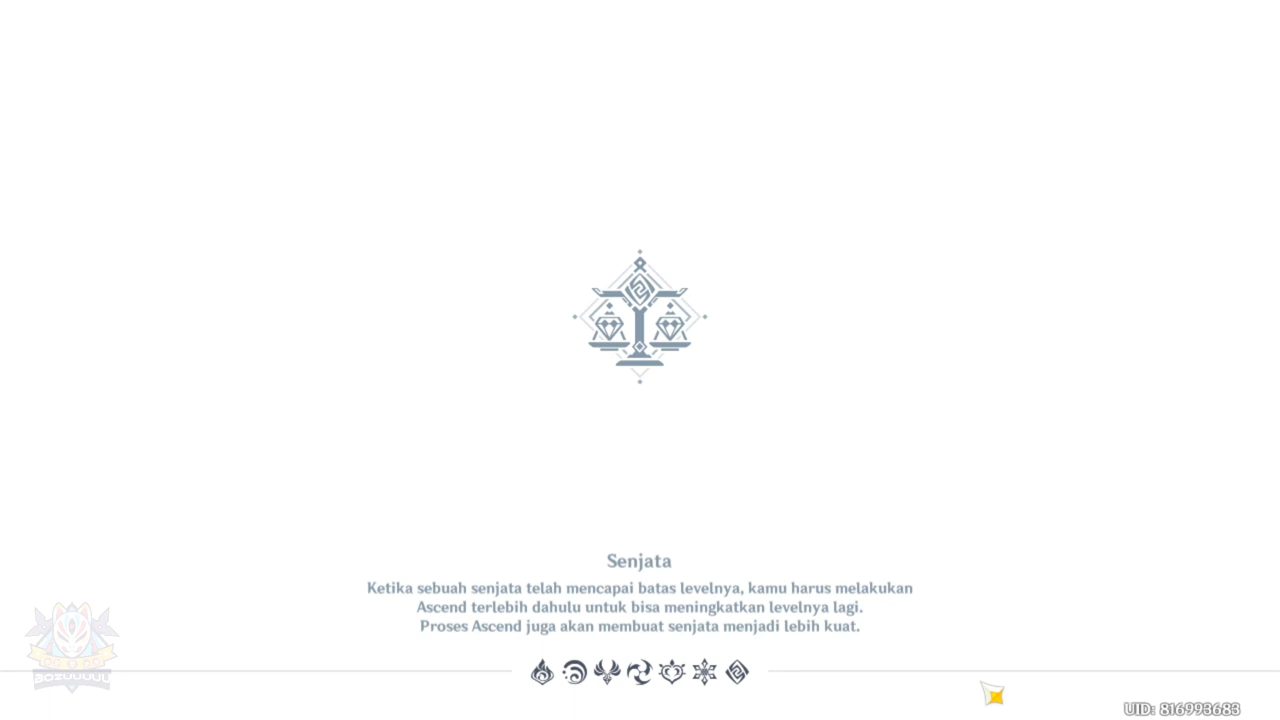 Senjata
Ketika sebuah senjata telah mencapai batas levelnya, kamu harus melakukan
Ascend terlebih dahulu untuk bisa meningkatkan levelnya lagi.
Proses Ascend juga akan membuat senjata menjadi lebih kuat.
UID: 816993683